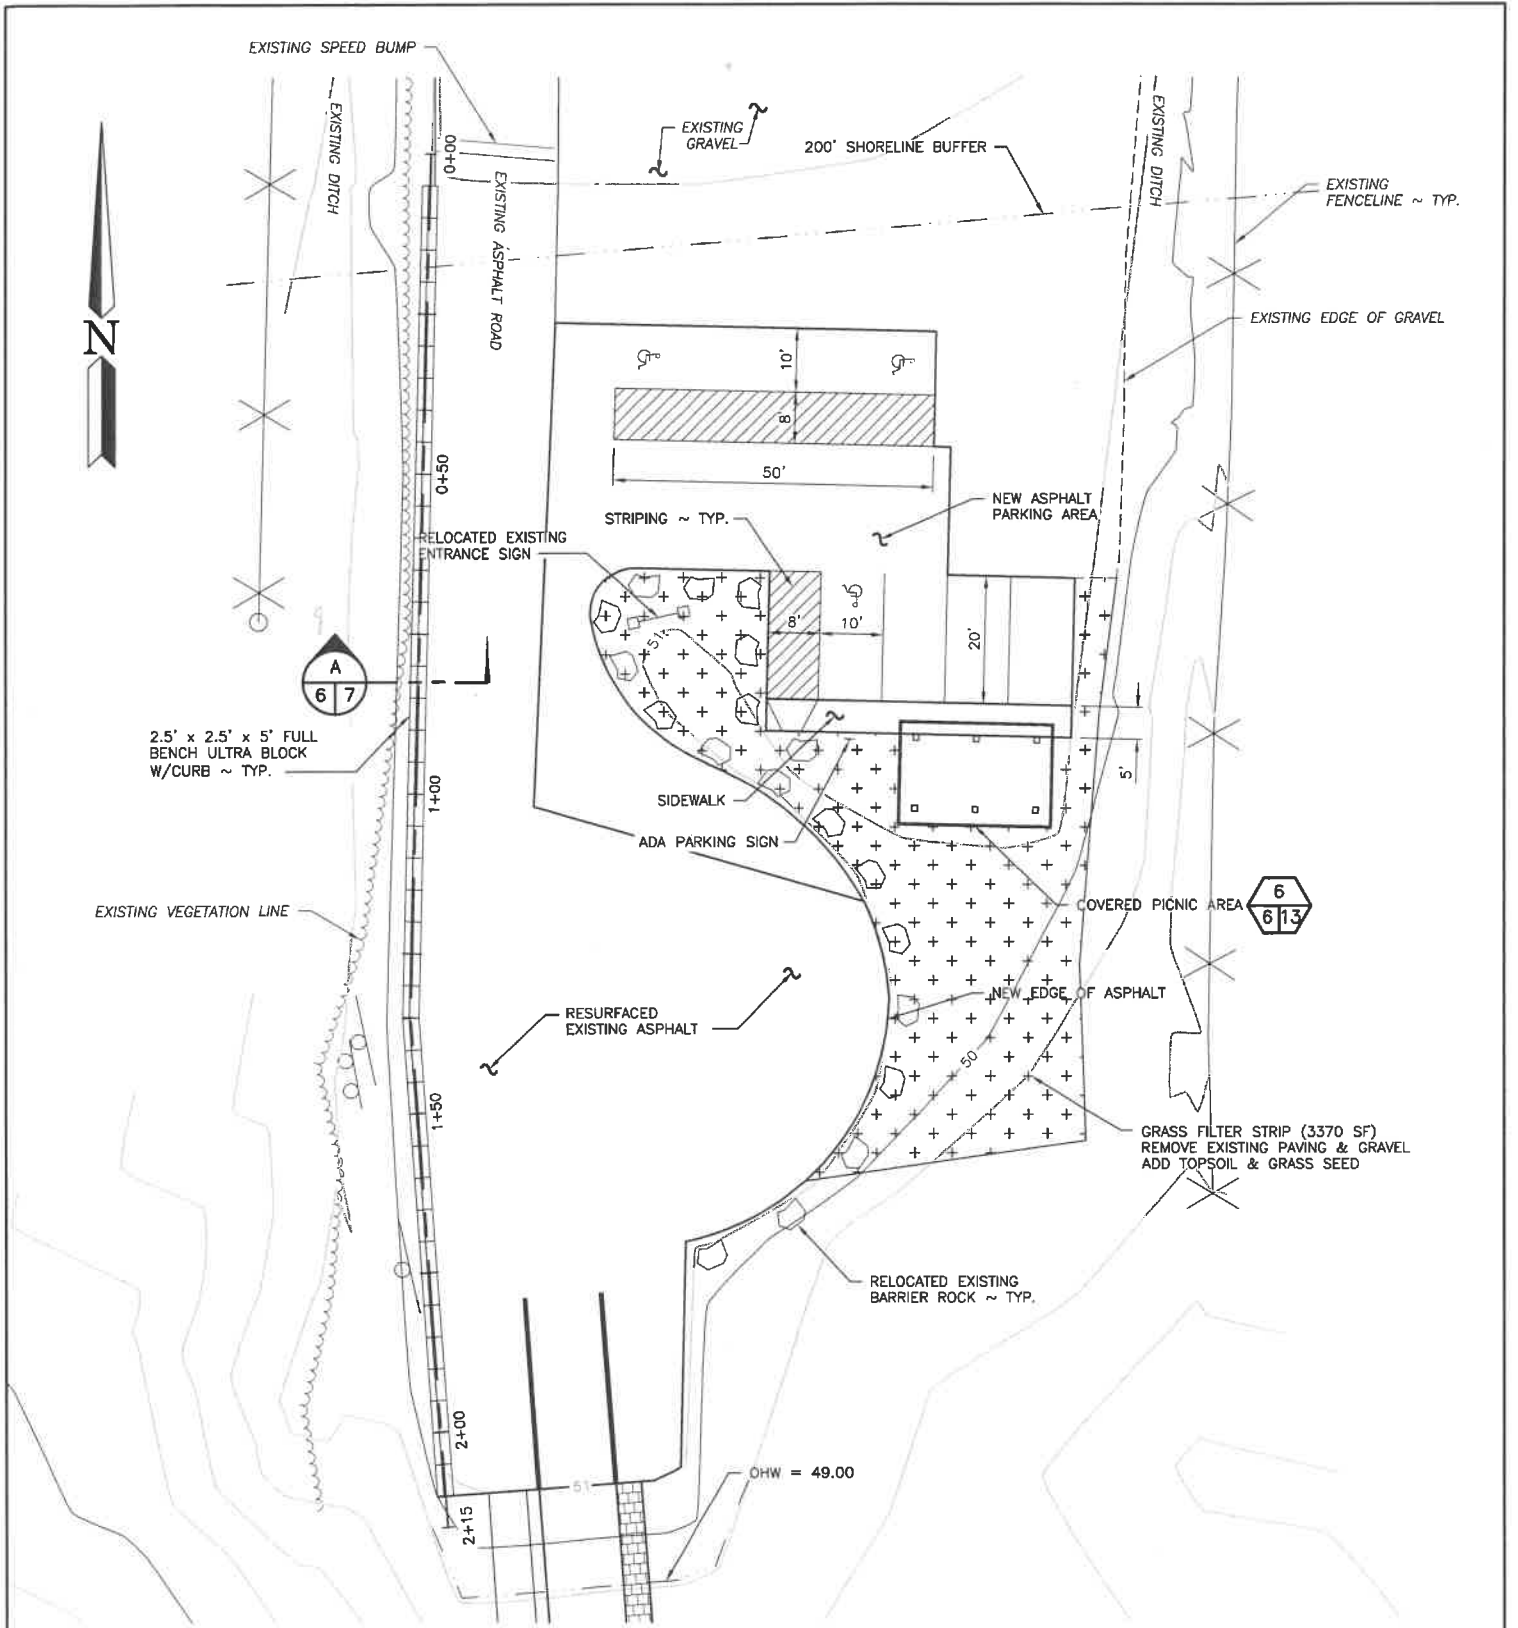 EXISTING SPEED BUMP
EXISTING DITCH
0+00
EXISTING ASPHALT ROAD
EXISTING
GRAVEL
200' SHORELINE BUFFER
EXISTING DITCH
EXISTING
FENCELINE ~ TYP.
N
EXISTING EDGE OF GRAVEL
10'
8'
50'
0+50
STRIPING ~ TYP.
NEW ASPHALT
PARKING AREA
RELOCATED EXISTING
ENTRANCE SIGN
8'
10'
20'
51
A
6 7
2.5' x 2.5' x 5' FULL
BENCH ULTRA BLOCK
W/CURB ~ TYP.
5'
1+00
SIDEWALK
ADA PARKING SIGN
EXISTING VEGETATION LINE
COVERED PICNIC AREA
6
6 13
NEW EDGE OF ASPHALT
RESURFACED
EXISTING ASPHALT
50
1+50
GRASS FILTER STRIP (3370 SF)
REMOVE EXISTING PAVING & GRAVEL
ADD TOPSOIL & GRASS SEED
RELOCATED EXISTING
BARRIER ROCK ~ TYP.
2+00
OHW = 49.00
51
2+15